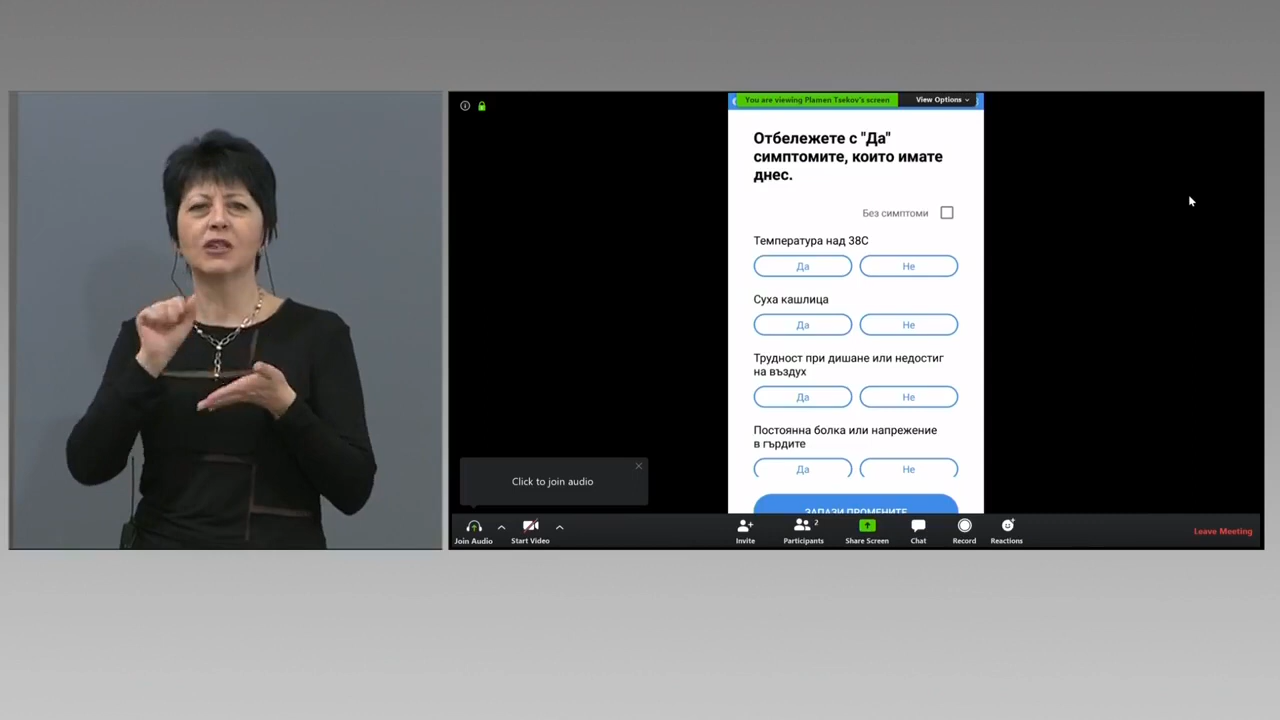 You are viewing Plamen Tsekov's screen
View Options
Отбележете с "Да"
симптомите, които имате
днес.
Без симптоми
Температура над 38C
Да Не
Суха кашлица
Да Не
Трудност при дишане или недостиг
на въздух
Да Не
Постоянна болка или напрежение
в гърдите
Да Не
ЗАПАЗИ ПРОМЕНИТЕ
Click to join audio
Join Audio
Start Video
Invite
2
Participants
Share Screen
Chat
Record
Reactions
Leave Meeting